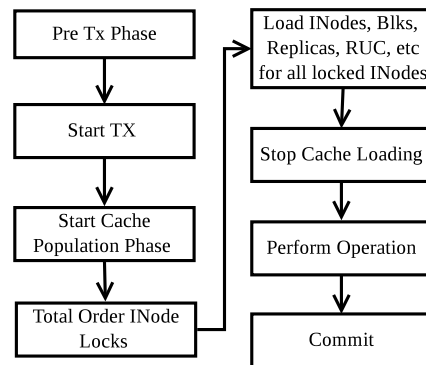 Pre Tx Phase
Start TX
Start Cache
Population Phase
Total Order INode
Locks
Load INodes, Blks,
Replicas, RUC, etc
for all locked INodes
Stop Cache Loading
Perform Operation
Commit